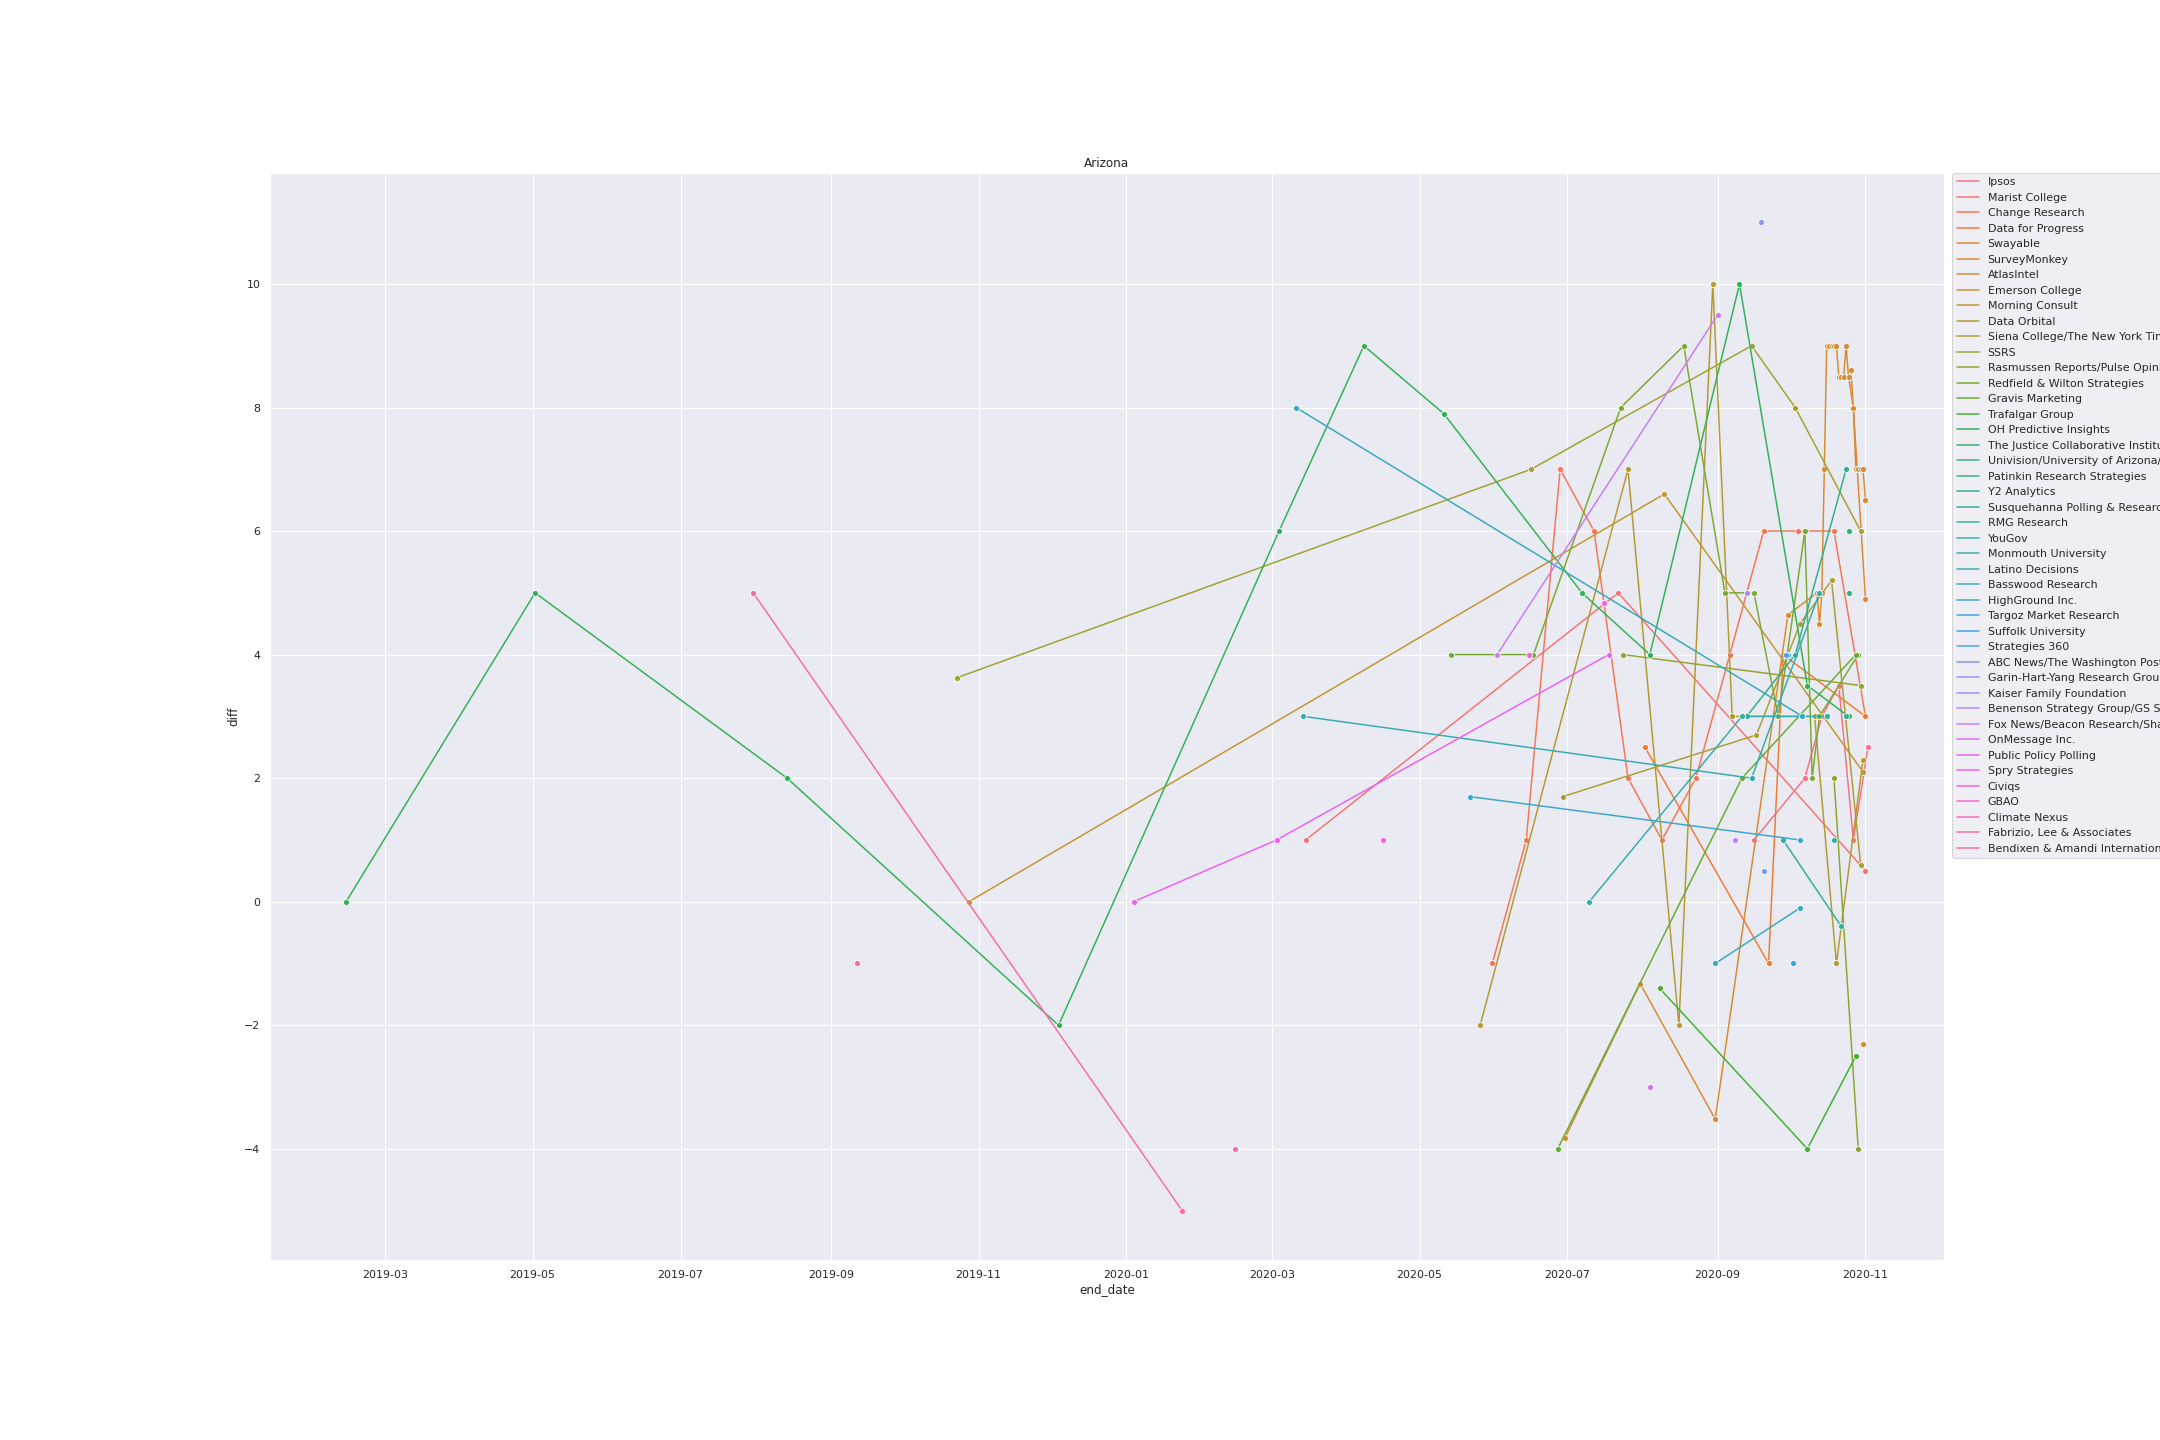 Arizona
10
8
6
4
2
0
−2
−4
diff
2019-03 2019-05 2019-07 2019-09 2019-11 2020-01 2020-03 2020-05 2020-07 2020-09 2020-11
end_date
Ipsos
Marist College
Change Research
Data for Progress
Swayable
SurveyMonkey
AtlasIntel
Emerson College
Morning Consult
Data Orbital
Siena College/The New York Tin
SSRS
Rasmussen Reports/Pulse Opin
Redfield & Wilton Strategies
Gravis Marketing
Trafalgar Group
OH Predictive Insights
The Justice Collaborative Institu
Univision/University of Arizona/
Patinkin Research Strategies
Y2 Analytics
Susquehanna Polling & Researc
RMG Research
YouGov
Monmouth University
Latino Decisions
Basswood Research
HighGround Inc.
Targoz Market Research
Suffolk University
Strategies 360
ABC News/The Washington Post
Garin-Hart-Yang Research Grou
Kaiser Family Foundation
Benenson Strategy Group/GS S
Fox News/Beacon Research/Sha
OnMessage Inc.
Public Policy Polling
Spry Strategies
Civiqs
GBAO
Climate Nexus
Fabrizio, Lee & Associates
Bendixen & Amandi Internation